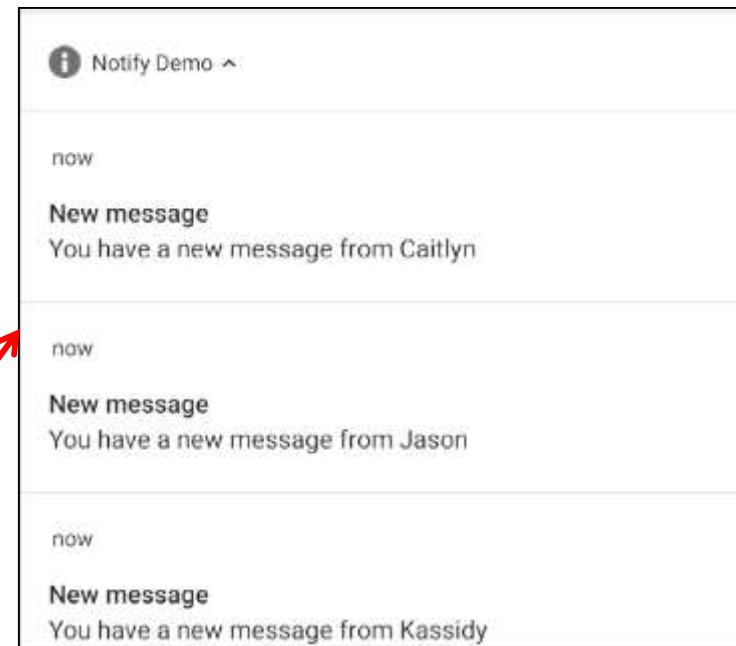 Notify Demo
now
New message
You have a new message from Caitlyn
now
New message
You have a new message from Jason
now
New message
You have a new message from Kassidy